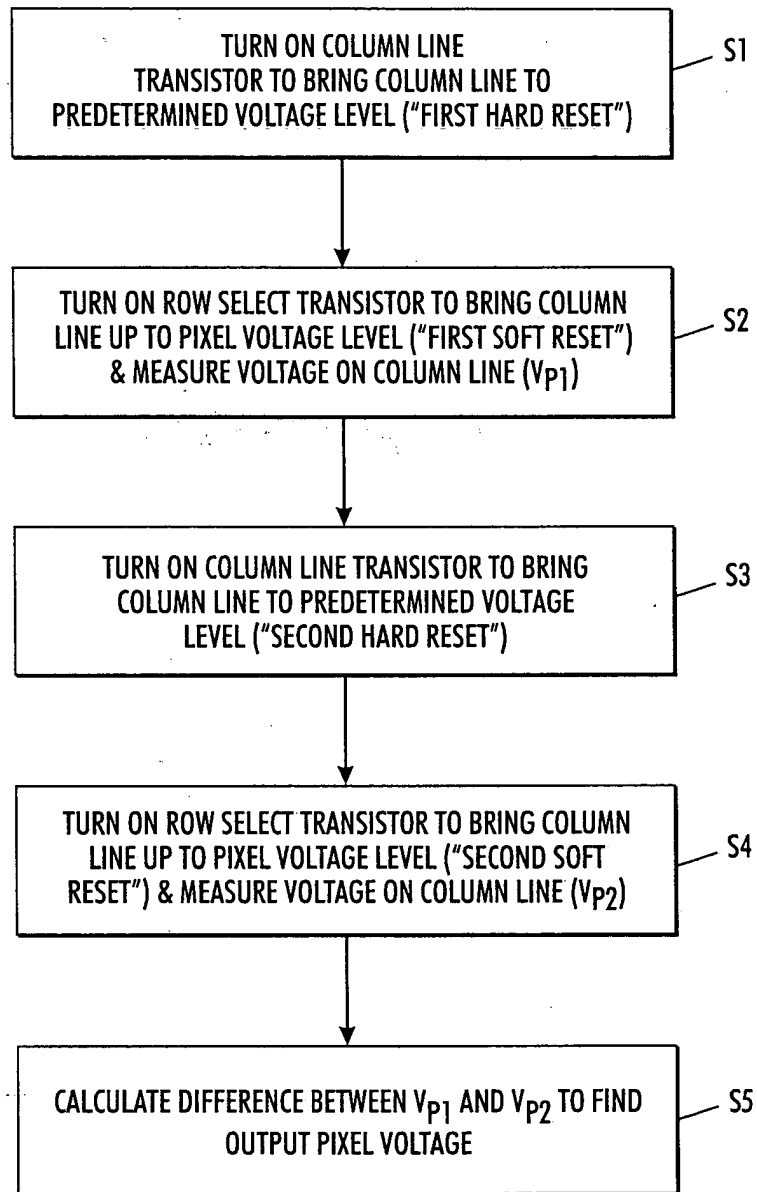 TURN ON COLUMN LINE
TRANSISTOR TO BRING COLUMN LINE TO
PREDETERMINED VOLTAGE LEVEL ("FIRST HARD RESET")
S1
TURN ON ROW SELECT TRANSISTOR TO BRING COLUMN
LINE UP TO PIXEL VOLTAGE LEVEL ("FIRST SOFT RESET")
& MEASURE VOLTAGE ON COLUMN LINE (VP1)
S2
TURN ON COLUMN LINE TRANSISTOR TO BRING
COLUMN LINE TO PREDETERMINED VOLTAGE
LEVEL ("SECOND HARD RESET")
S3
TURN ON ROW SELECT TRANSISTOR TO BRING COLUMN
LINE UP TO PIXEL VOLTAGE LEVEL ("SECOND SOFT
RESET") & MEASURE VOLTAGE ON COLUMN LINE (VP2)
S4
CALCULATE DIFFERENCE BETWEEN VP1 AND VP2 TO FIND
OUTPUT PIXEL VOLTAGE
S5